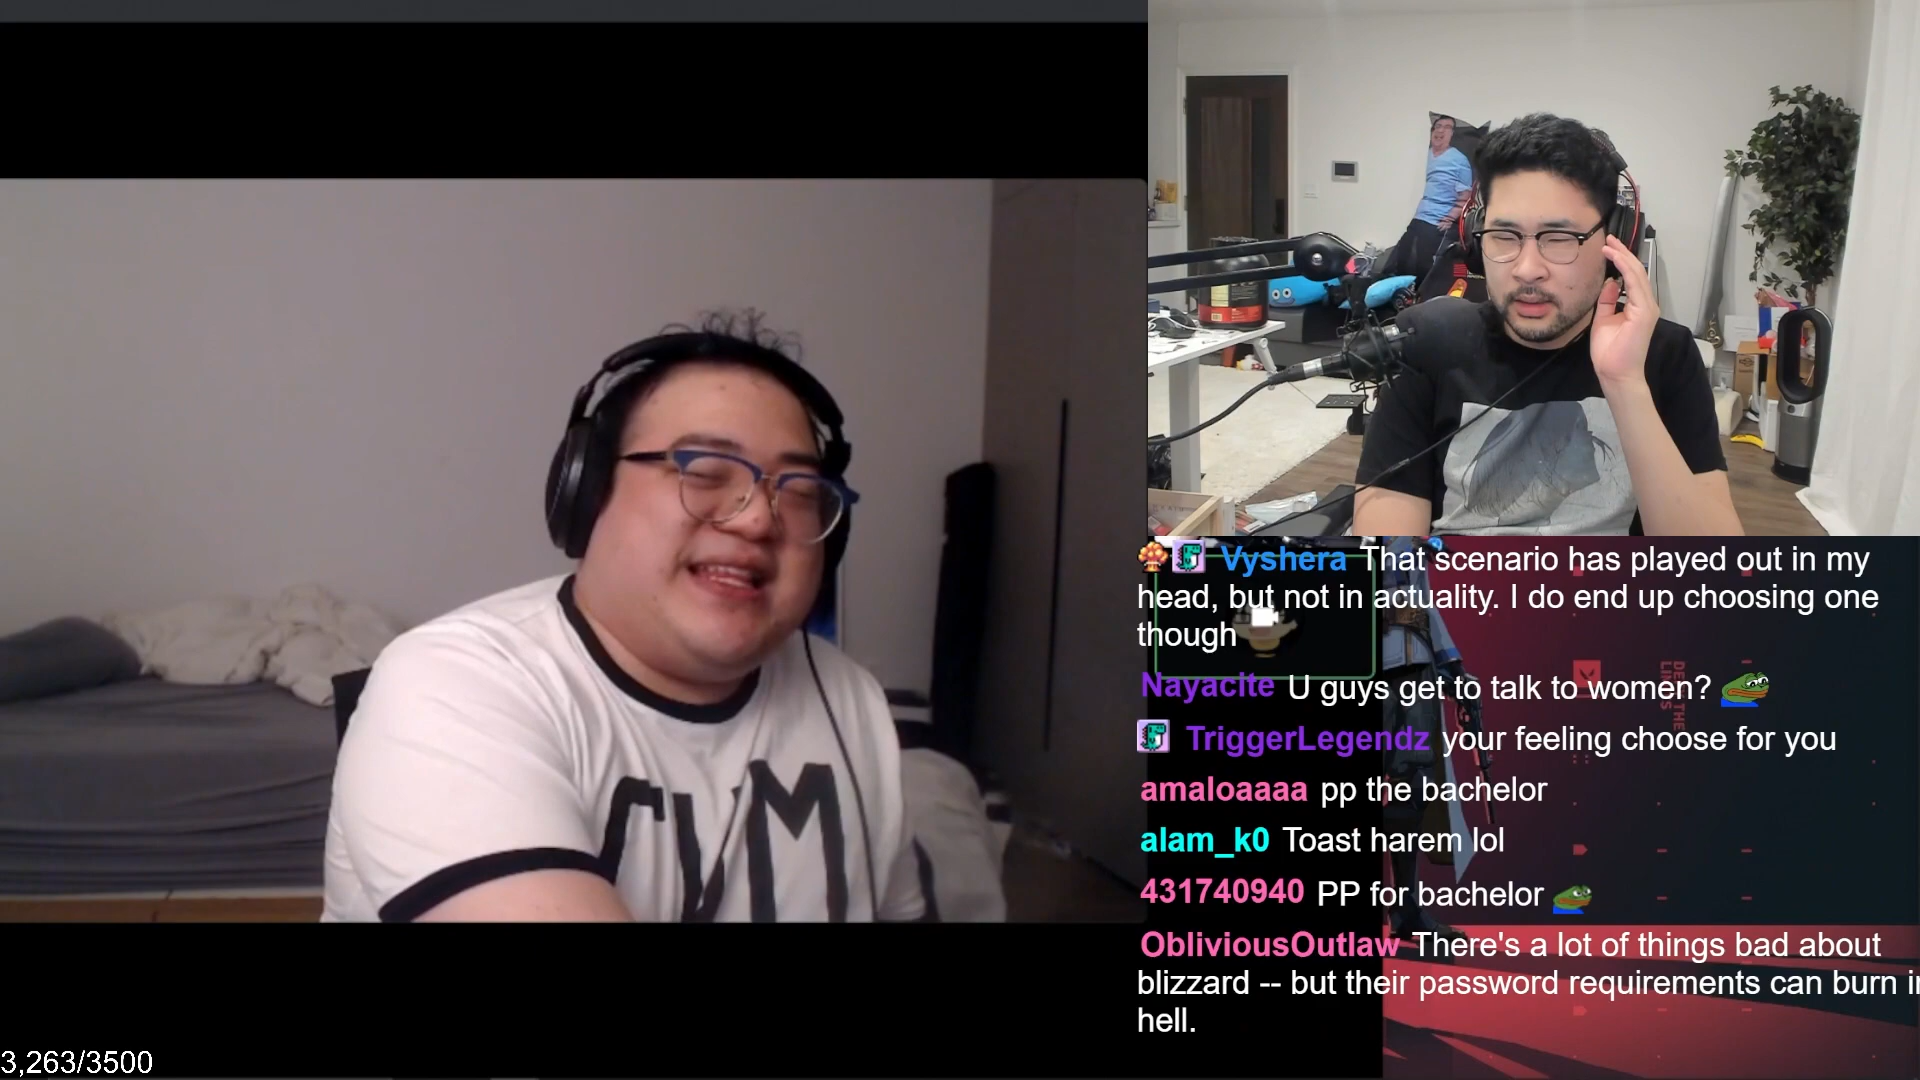 Vyshera That scenario has played out in my
head, but not in actuality. I do end up choosing one
though
Nayacite U guys get to talk to women?
TriggerLegendz your feeling choose for you
amaloaaaa pp the bachelor
alam_k0 Toast harem lol
431740940 PP for bachelor
ObliviousOutlaw There's a lot of things bad about
blizzard -- but their password requirements can burn in
hell.
3,263/3500